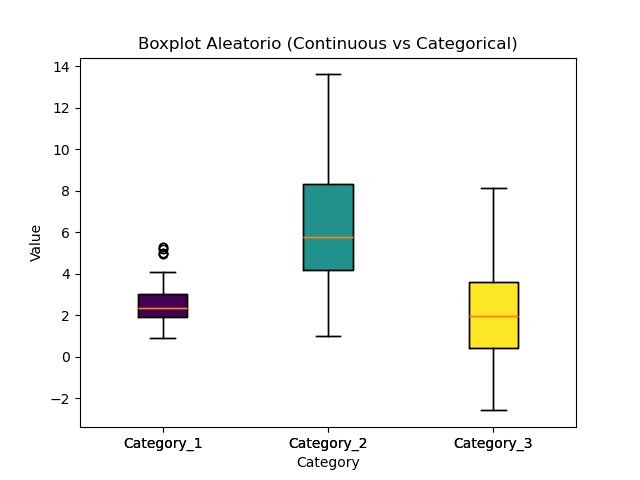 Boxplot Aleatorio (Continuous vs Categorical)
14
12
10
8
6
4
2
0
−2
Value
Category_1 Category_2 Category_3
Category